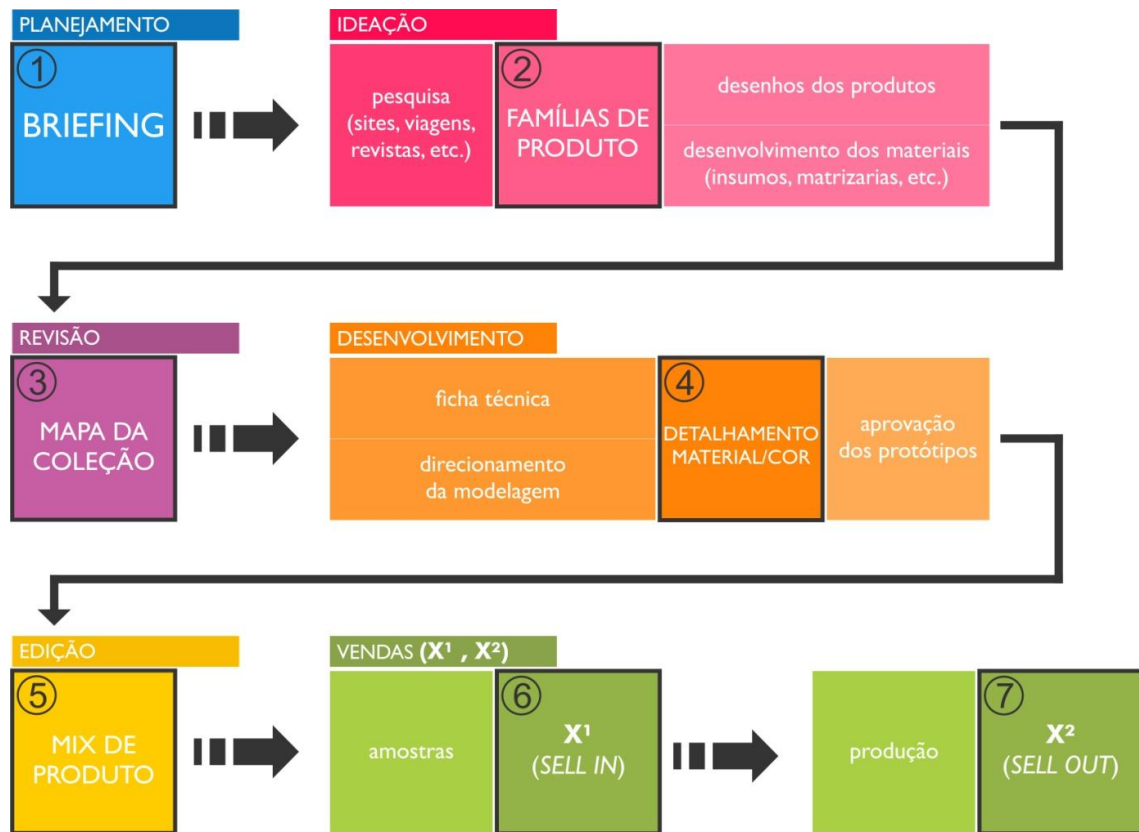 PLANEJAMENTO
①
BRIEFING
IDEAÇÃO
pesquisa
(sites, viagens,
revistas, etc.)
②
FAMÍLIAS DE
PRODUTO
desenhos dos produtos
desenvolvimento dos materiais
(insumos, matrizarias, etc.)
REVISÃO
③
MAPA DA
COLEÇÃO
DESENVOLVIMENTO
ficha técnica
direcionamento
da modelagem
④
DETALHAMENTO
MATERIAL/COR
aprovação
dos protótipos
EDIÇÃO
⑤
MIX DE
PRODUTO
VENDAS (X¹ , X²)
amostras
⑥
X¹
(SELL IN)
produção
⑦
X²
(SELL OUT)